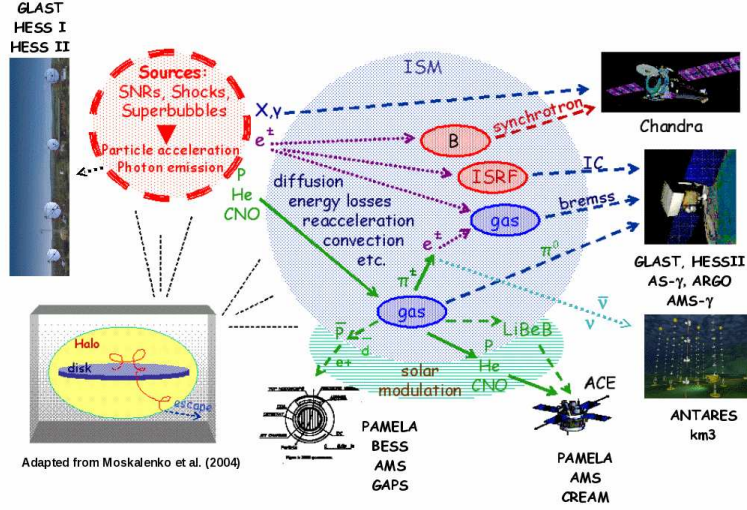 GLAST
HESS I
HESS II
Sources:
SNRs, Shocks,
Superbubbles
Particle acceleration
Photon emission
ISM
X,γ
e±
P
He
CNO
B
synchrotron
Chandra
ISRF
IC
diffusion
energy losses
reacceleration
convection
etc.
gas
bremss
e±
π±
π⁰
GLAST, HESSII
AS-γ, ARGO
AMS-γ
gas
ν
ν̅
P̅
d̅
e+
LiBeB
P
He
CNO
solar
modulation
ACE
ANTARES
km3
Halo
disk
escape
Adapted from Moskalenko et al. (2004)
PAMELA
BESS
AMS
GAPS
PAMELA
AMS
CREAM